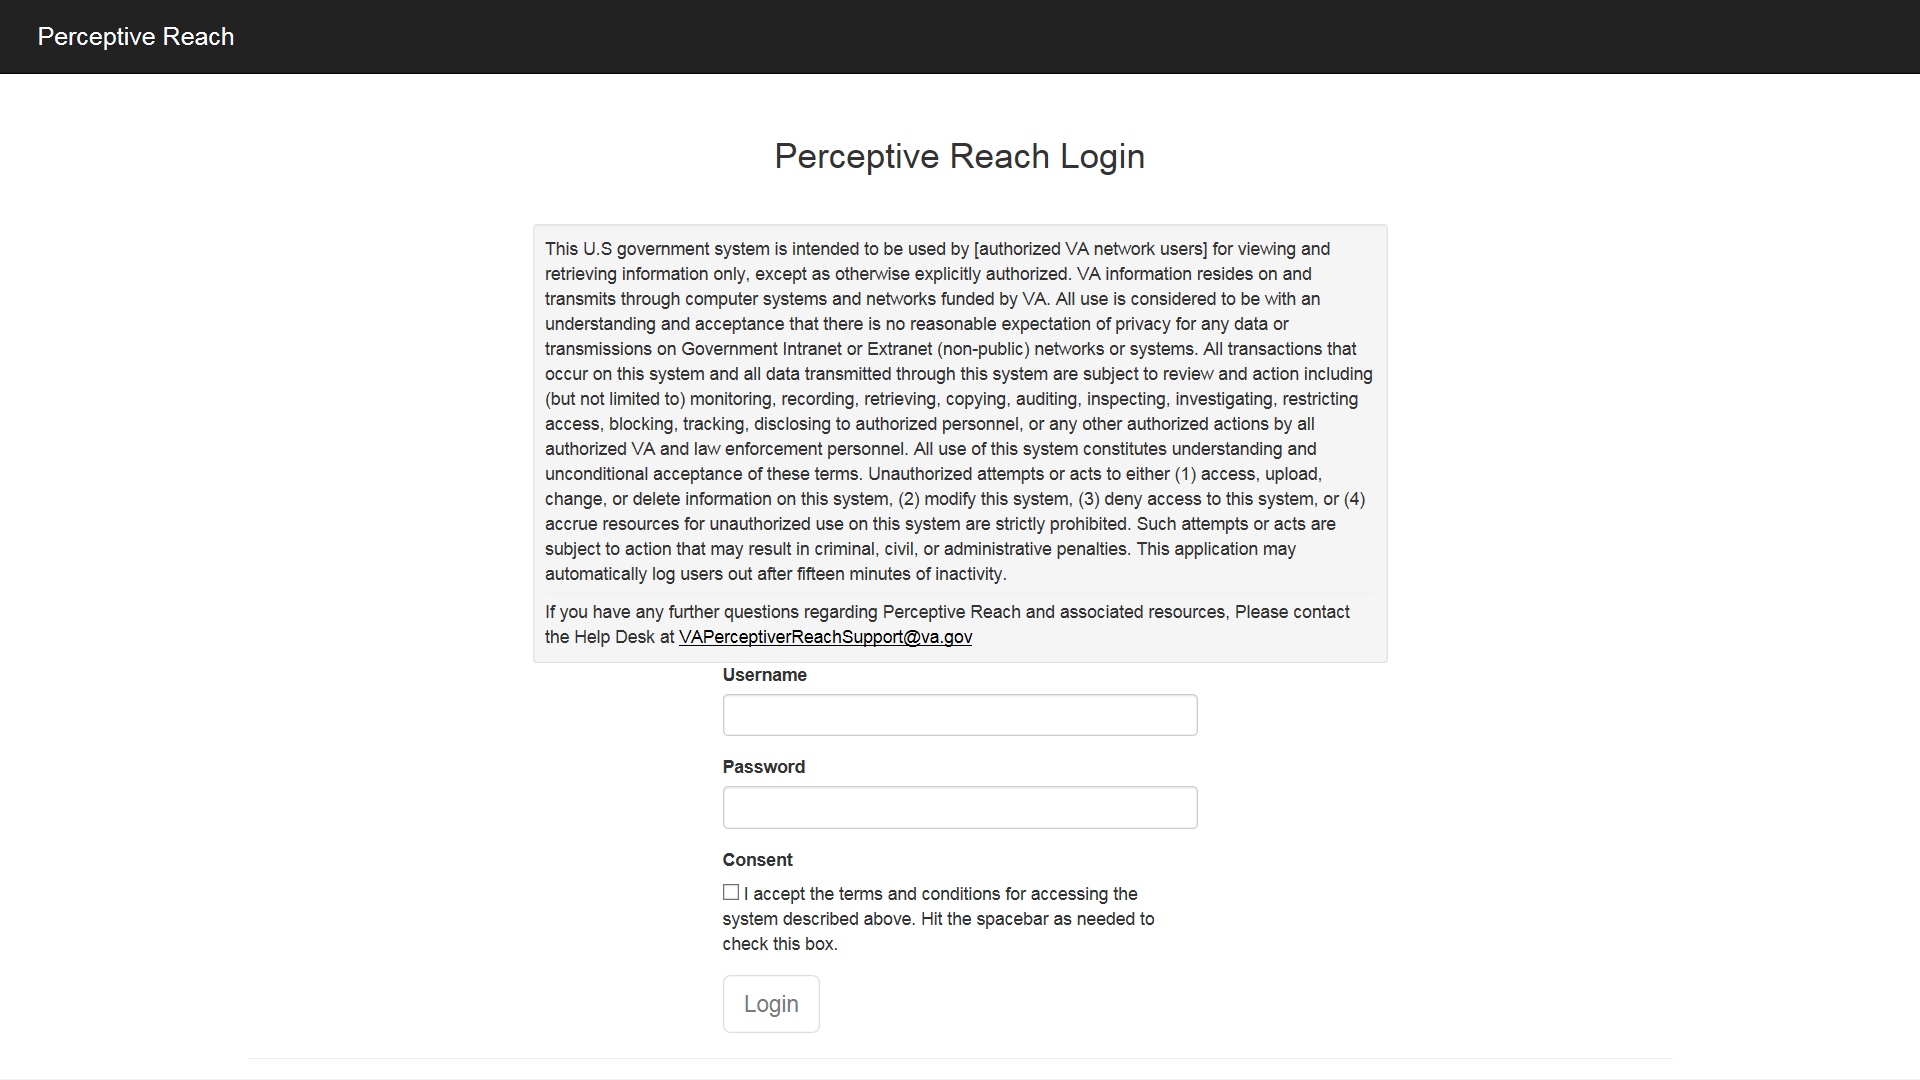 Perceptive Reach
Perceptive Reach Login
This U.S government system is intended to be used by [authorized VA network users] for viewing and
retrieving information only, except as otherwise explicitly authorized. VA information resides on and
transmits through computer systems and networks funded by VA. All use is considered to be with an
understanding and acceptance that there is no reasonable expectation of privacy for any data or
transmissions on Government Intranet or Extranet (non-public) networks or systems. All transactions that
occur on this system and all data transmitted through this system are subject to review and action including
(but not limited to) monitoring, recording, retrieving, copying, auditing, inspecting, investigating, restricting
access, blocking, tracking, disclosing to authorized personnel, or any other authorized actions by all
authorized VA and law enforcement personnel. All use of this system constitutes understanding and
unconditional acceptance of these terms. Unauthorized attempts or acts to either (1) access, upload,
change, or delete information on this system, (2) modify this system, (3) deny access to this system, or (4)
accrue resources for unauthorized use on this system are strictly prohibited. Such attempts or acts are
subject to action that may result in criminal, civil, or administrative penalties. This application may
automatically log users out after fifteen minutes of inactivity.
If you have any further questions regarding Perceptive Reach and associated resources, Please contact
the Help Desk at VAPerceptiverReachSupport@va.gov
Username
Password
Consent
I accept the terms and conditions for accessing the
system described above. Hit the spacebar as needed to
check this box.
Login